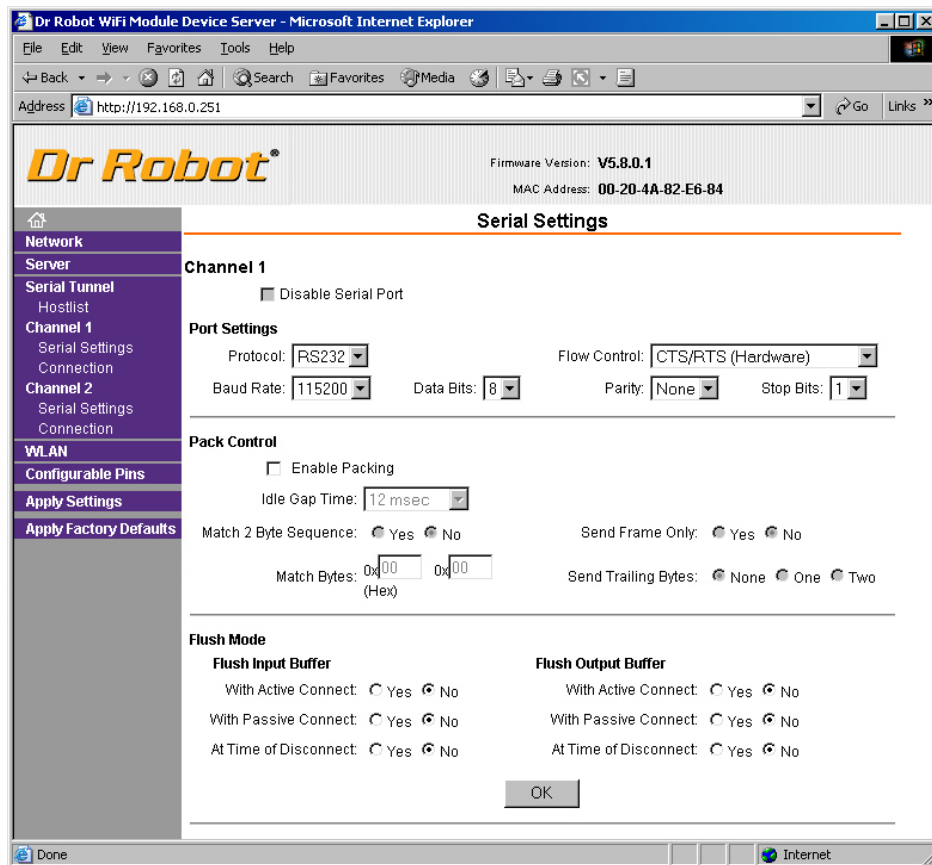 Dr Robot WiFi Module Device Server - Microsoft Internet Explorer
File Edit View Favorites Tools Help
Back Search Favorites Media
Address http://192.168.0.251 Go Links »
Dr Robot®
Firmware Version: V5.8.0.1
MAC Address: 00-20-4A-82-E6-84
Network
Server
Serial Tunnel
Hostlist
Channel 1
Serial Settings
Connection
Channel 2
Serial Settings
Connection
WLAN
Configurable Pins
Apply Settings
Apply Factory Defaults
Serial Settings
Channel 1
Disable Serial Port
Port Settings
Protocol: RS232 Flow Control: CTS/RTS (Hardware)
Baud Rate: 115200 Data Bits: 8 Parity: None Stop Bits: 1
Pack Control
Enable Packing
Idle Gap Time: 12 msec
Match 2 Byte Sequence: Yes No Send Frame Only: Yes No
Match Bytes: 0x00 0x00 Send Trailing Bytes: None One Two
(Hex)
Flush Mode
Flush Input Buffer Flush Output Buffer
With Active Connect: Yes No With Active Connect: Yes No
With Passive Connect: Yes No With Passive Connect: Yes No
At Time of Disconnect: Yes No At Time of Disconnect: Yes No
OK
Done Internet